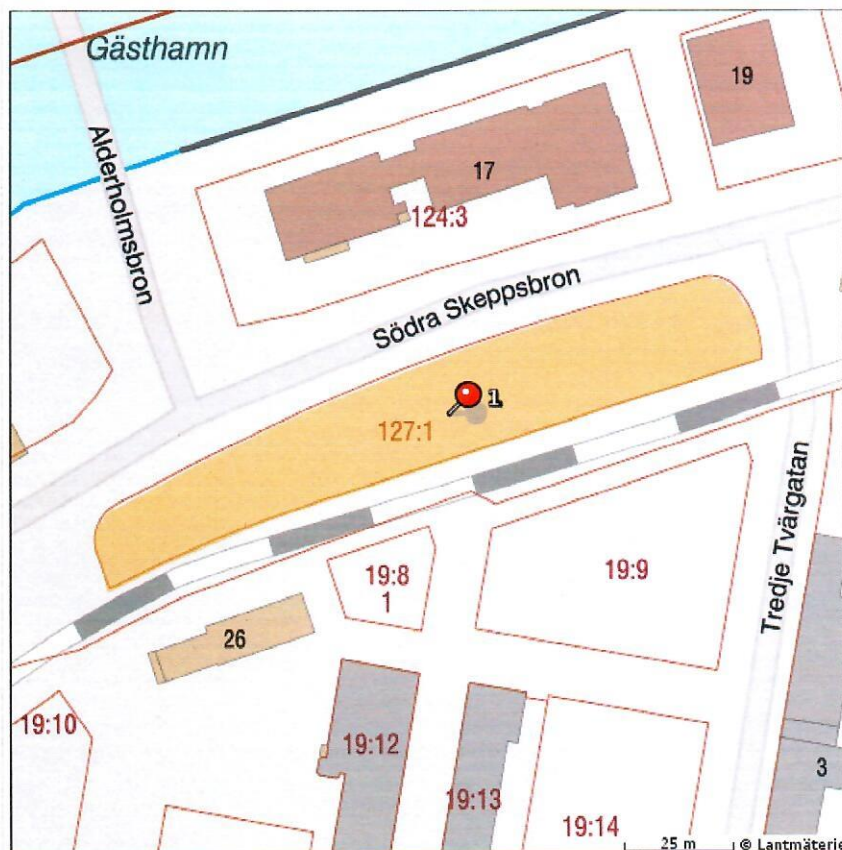 Gästhamn
19
Alderholmsbron
17
124:3
Södra Skeppsbron
1
127:1
Tredje Tvärgatan
19:8
1
19:9
26
19:10
19:12
19:13
3
19:14
25 m
© Lantmäterie